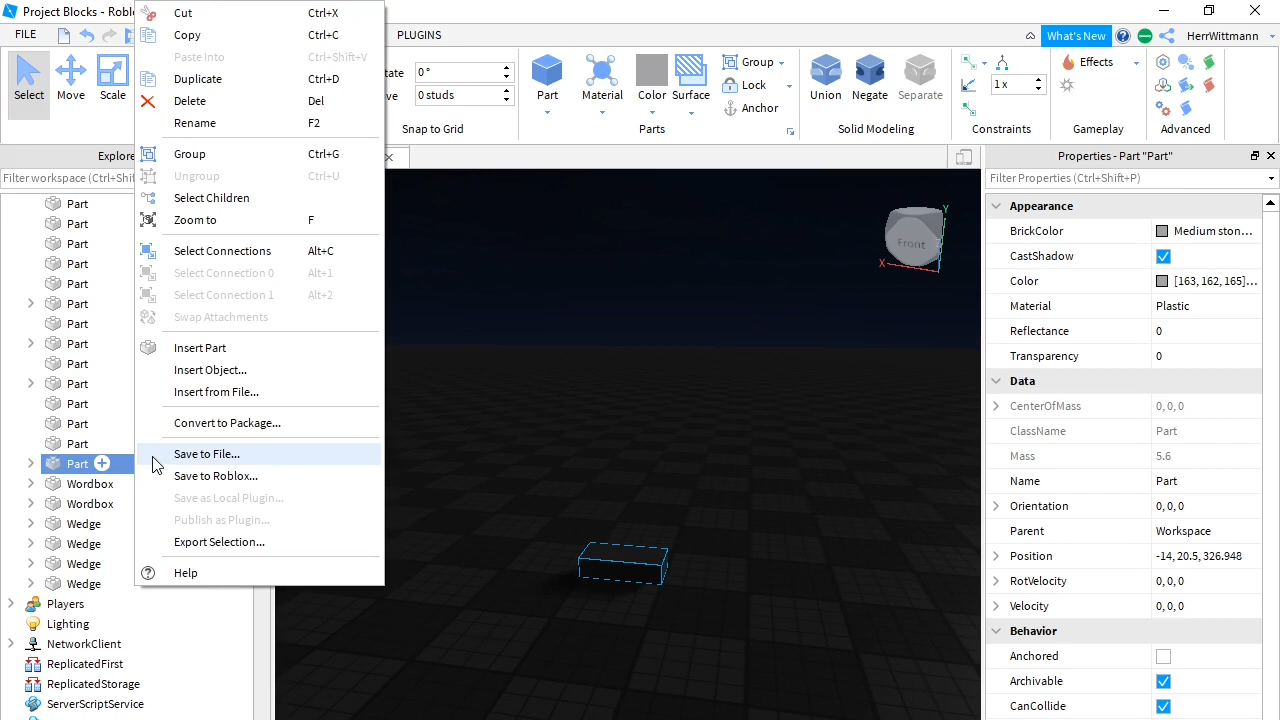 Project Blocks - Robl
FILE
PLUGINS
What's New
HerrWittmann
Select
Move
Scale
tate
0 °
ve
0 studs
Snap to Grid
Part
Material
Color
Surface
Group
Lock
Anchor
Parts
Union
Negate
Separate
Solid Modeling
1 x
Constraints
Effects
Gameplay
Advanced
Cut Ctrl+X
Copy Ctrl+C
Paste Into Ctrl+Shift+V
Duplicate Ctrl+D
Delete Del
Rename F2
Group Ctrl+G
Ungroup Ctrl+U
Select Children
Zoom to F
Select Connections Alt+C
Select Connection 0 Alt+1
Select Connection 1 Alt+2
Swap Attachments
Insert Part
Insert Object...
Insert from File...
Convert to Package...
Save to File...
Save to Roblox...
Save as Local Plugin...
Publish as Plugin...
Export Selection...
Help
Explore
Filter workspace (Ctrl+Shif
Part
Part
Part
Part
Part
Part
Part
Part
Part
Part
Part
Part
Part
Part
Wordbox
Wordbox
Wedge
Wedge
Wedge
Wedge
Players
Lighting
NetworkClient
ReplicatedFirst
ReplicatedStorage
ServerScriptService
Front
X
Y
Z
Properties - Part "Part"
Filter Properties (Ctrl+Shift+P)
Appearance
BrickColor Medium ston...
CastShadow
Color [163, 162, 165]...
Material Plastic
Reflectance 0
Transparency 0
Data
CenterOfMass 0, 0, 0
ClassName Part
Mass 5.6
Name Part
Orientation 0, 0, 0
Parent Workspace
Position -14, 20.5, 326.948
RotVelocity 0, 0, 0
Velocity 0, 0, 0
Behavior
Anchored
Archivable
CanCollide